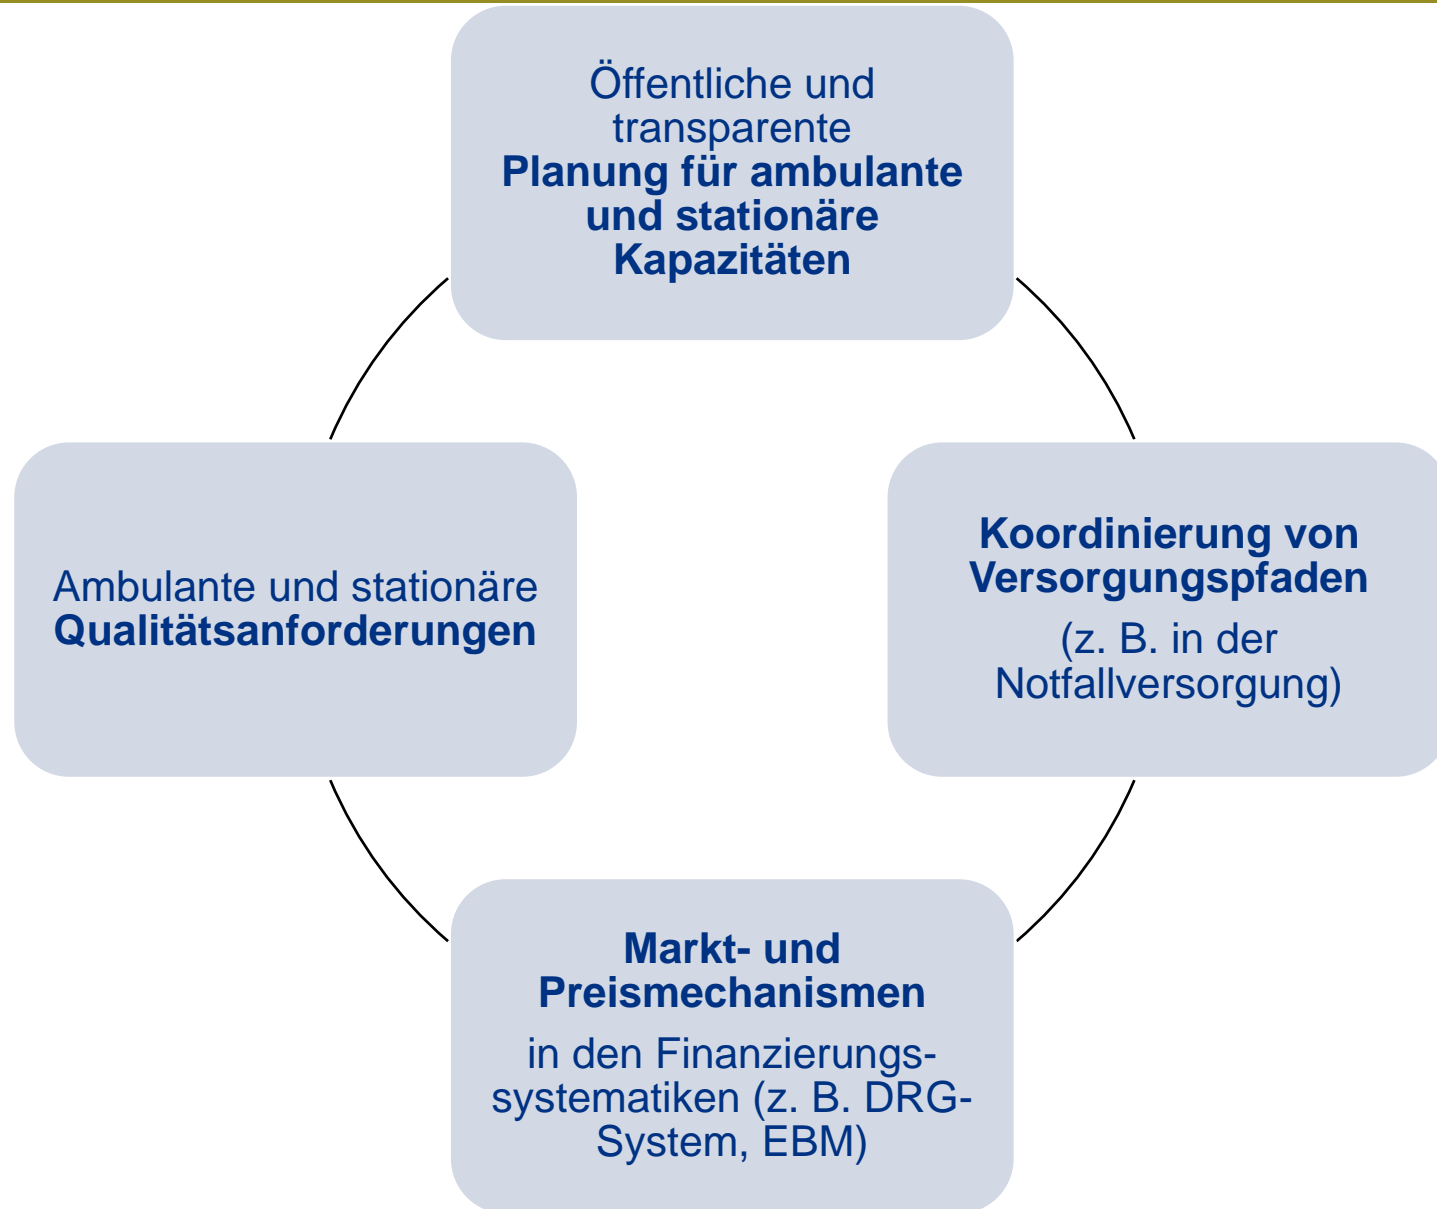 Öffentliche und
transparente
Planung für ambulante
und stationäre
Kapazitäten
Ambulante und stationäre
Qualitätsanforderungen
Koordinierung von
Versorgungspfaden
(z. B. in der
Notfallversorgung)
Markt- und
Preismechanismen
in den Finanzierungs-
systematiken (z. B. DRG-
System, EBM)